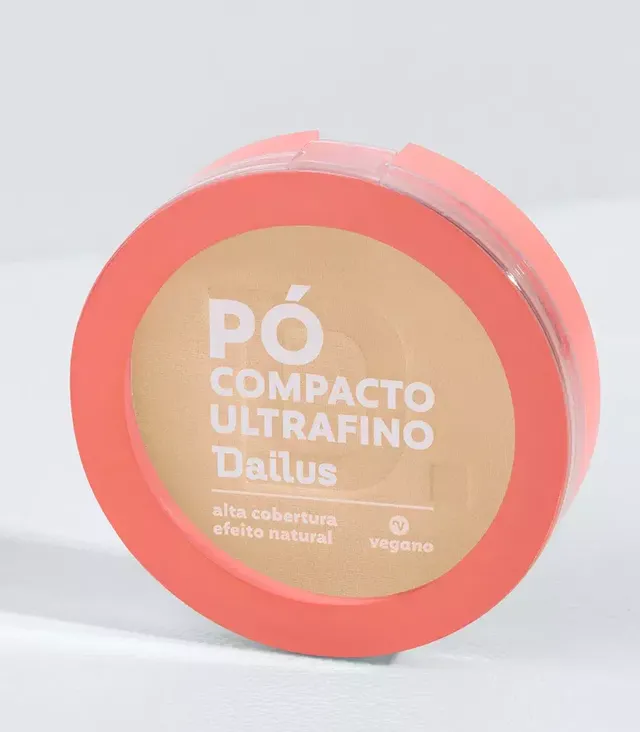 PÓ
COMPACTO
ULTRAFINO
Dailus
alta cobertura
efeito natural
V
vegano